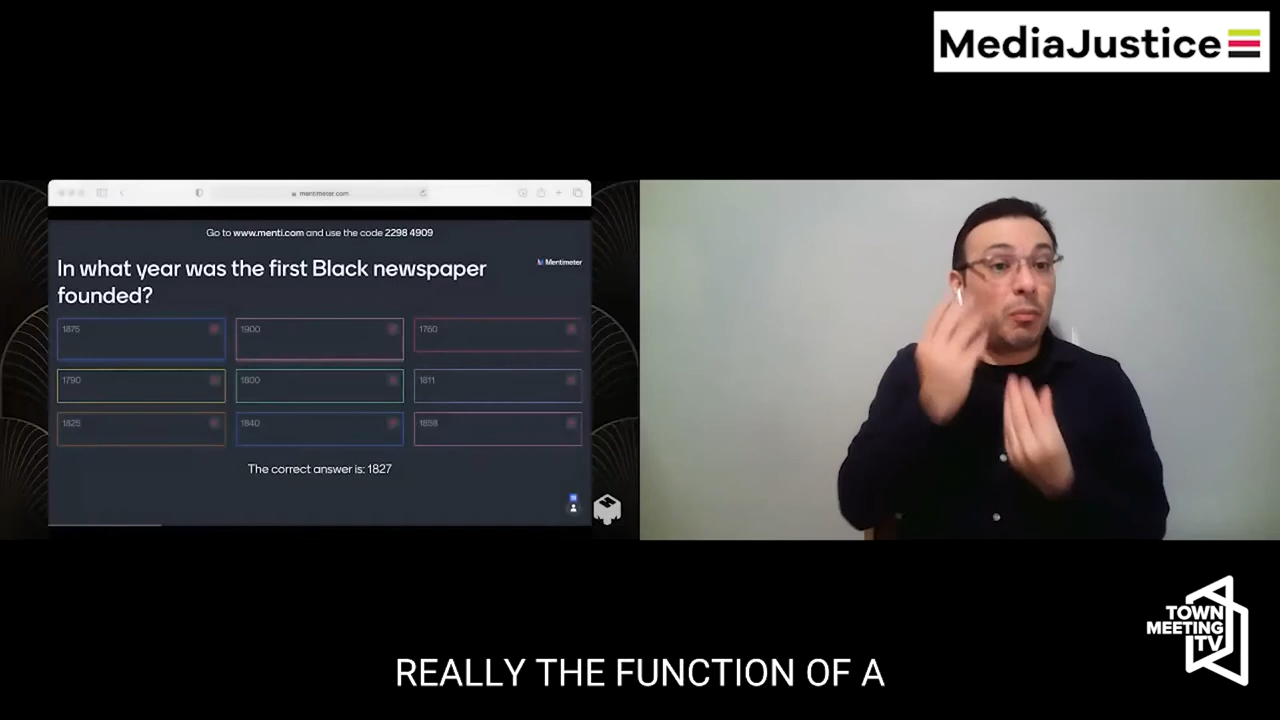 MediaJustice
mentimeter.com
Go to www.menti.com and use the code 2298 4909
In what year was the first Black newspaper
founded?
Mentimeter
1875
1900
1760
1790
1800
1811
1825
1840
1858
The correct answer is: 1827
TOWN
MEETING
TV
REALLY THE FUNCTION OF A